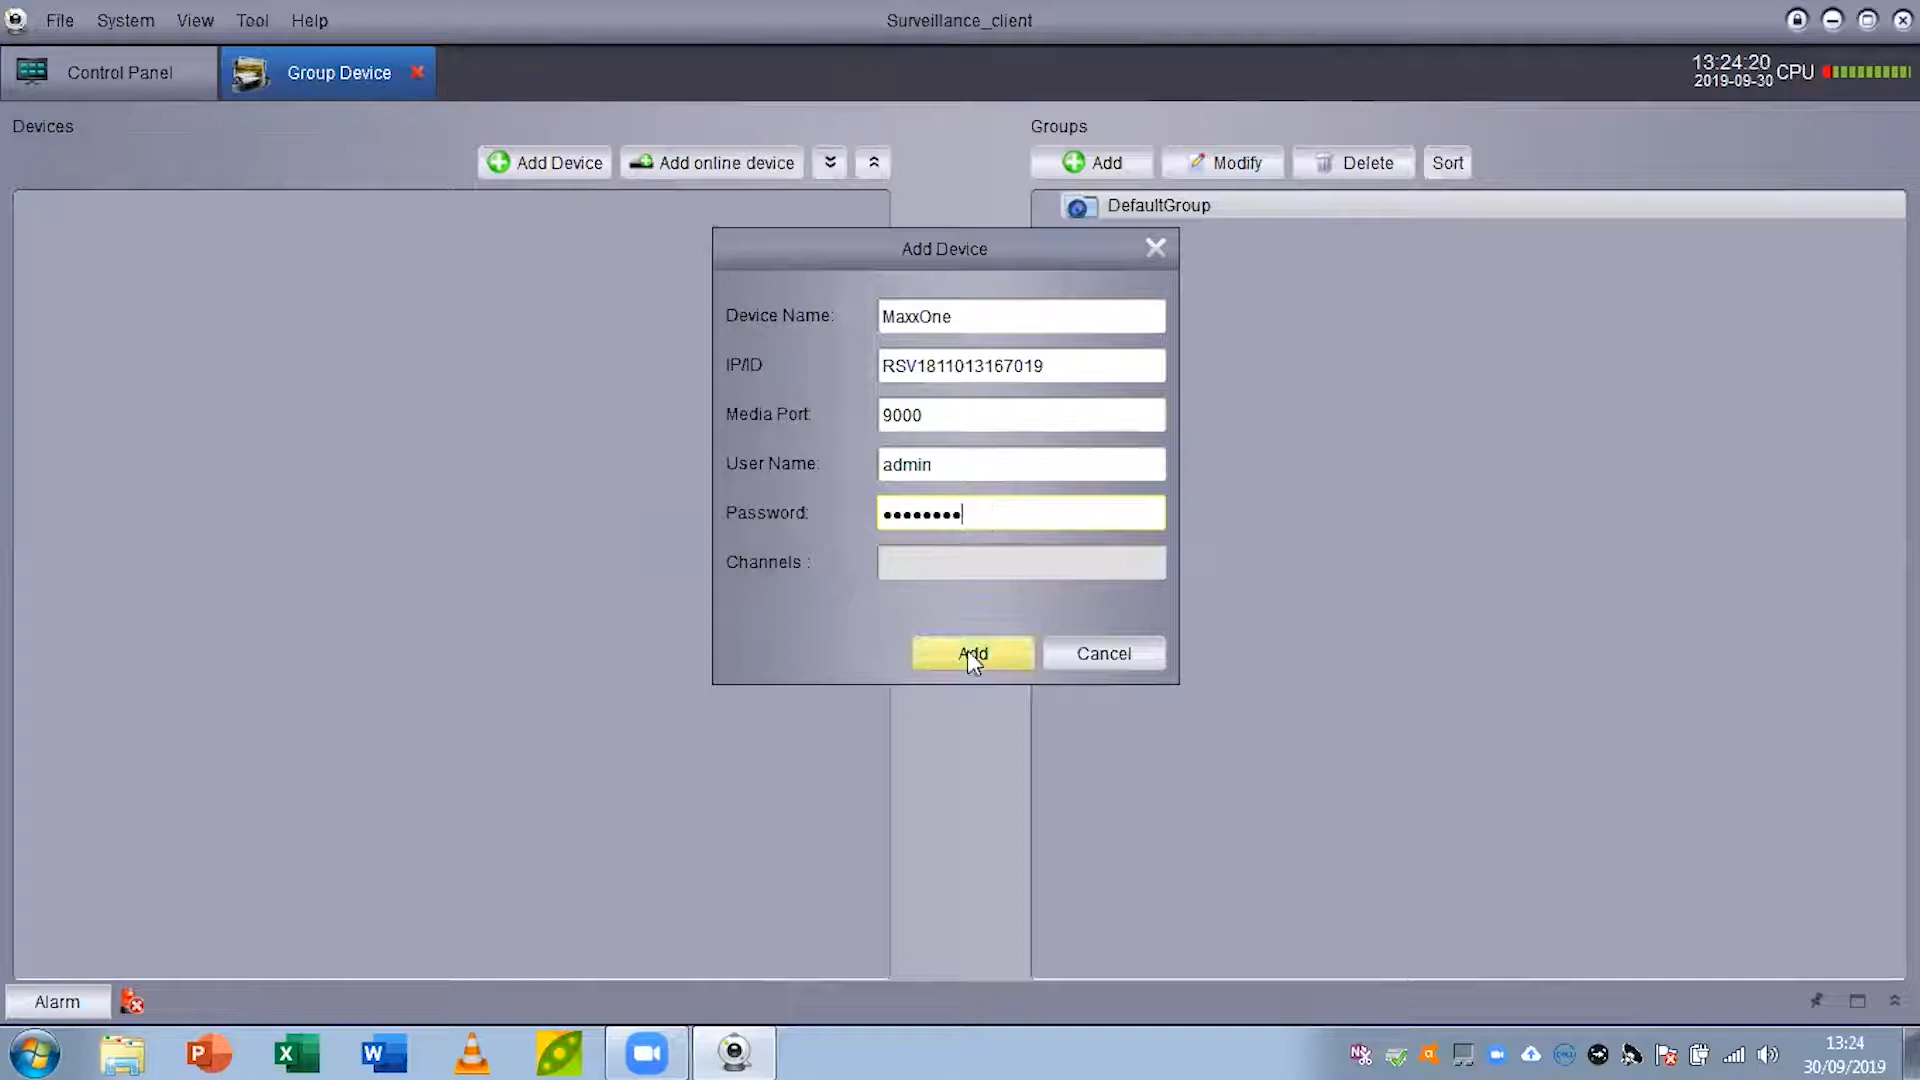 File System View Tool Help Surveillance_client
Control Panel Group Device 13:24:20 CPU
2019-09-30
Devices Groups
Add Device Add online device Add Modify Delete Sort
DefaultGroup
Add Device
Device Name: MaxxOne
IP/ID RSV1811013167019
Media Port: 9000
User Name: admin
Password: ••••••••
Channels :
Add Cancel
Alarm
13:24
30/09/2019